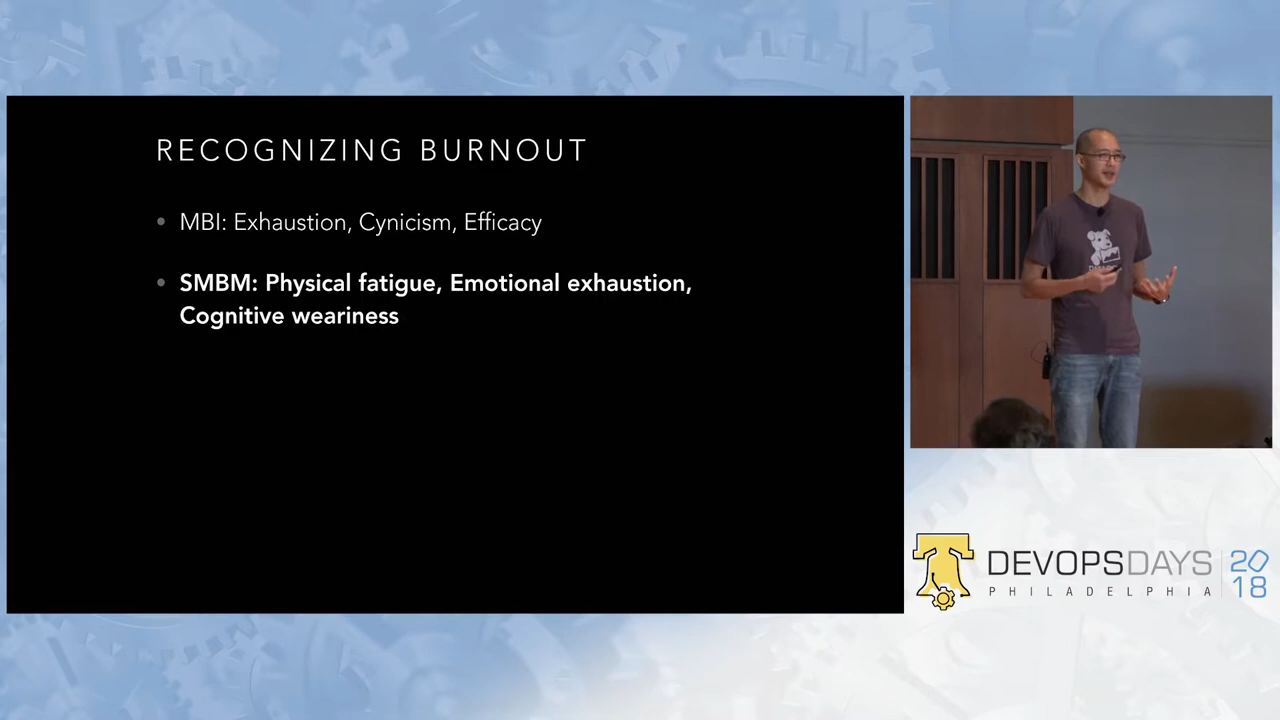 RECOGNIZING BURNOUT
• MBI: Exhaustion, Cynicism, Efficacy
• SMBM: Physical fatigue, Emotional exhaustion,
Cognitive weariness
DEVOPSDAYS
PHILADELPHIA
20
18